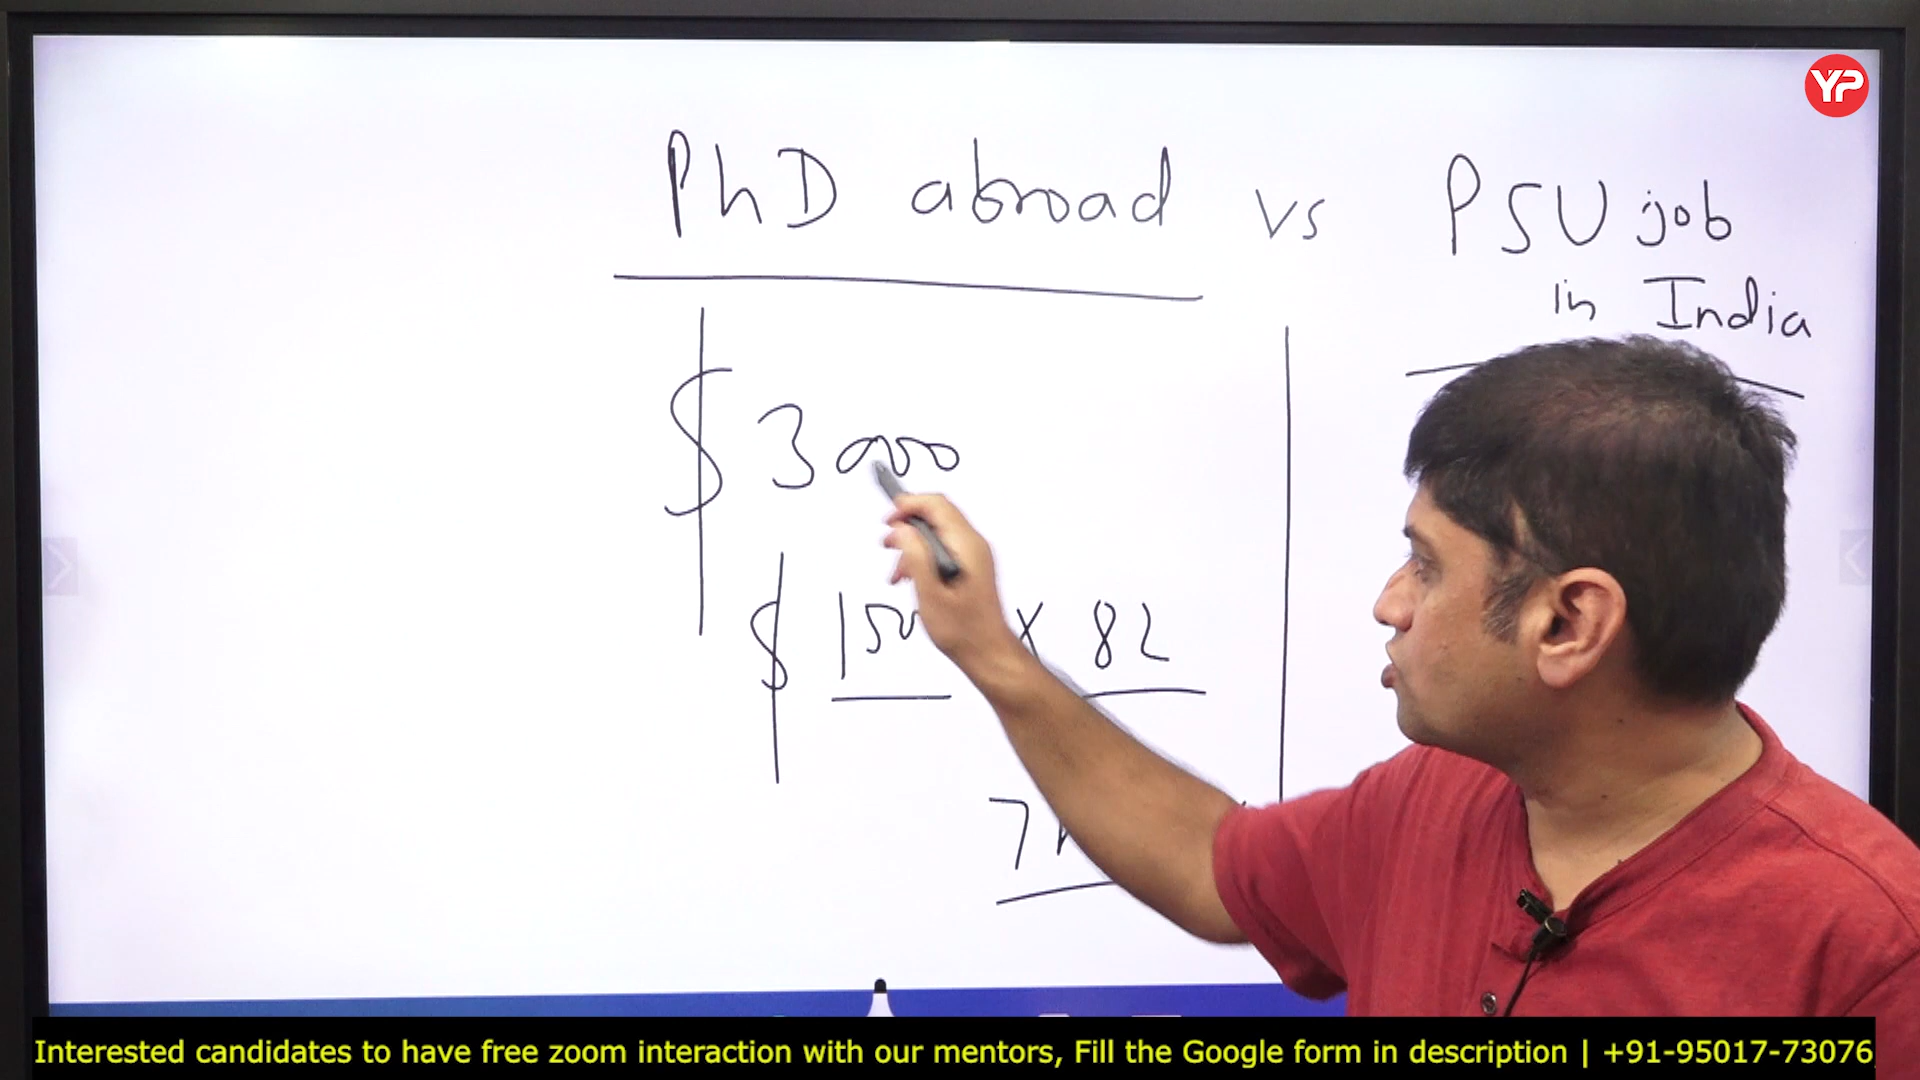 YP
PhD abroad vs PSU job
in India
$ 3000
$ 150 x 82
7
Interested candidates to have free zoom interaction with our mentors, Fill the Google form in description | +91-95017-73076